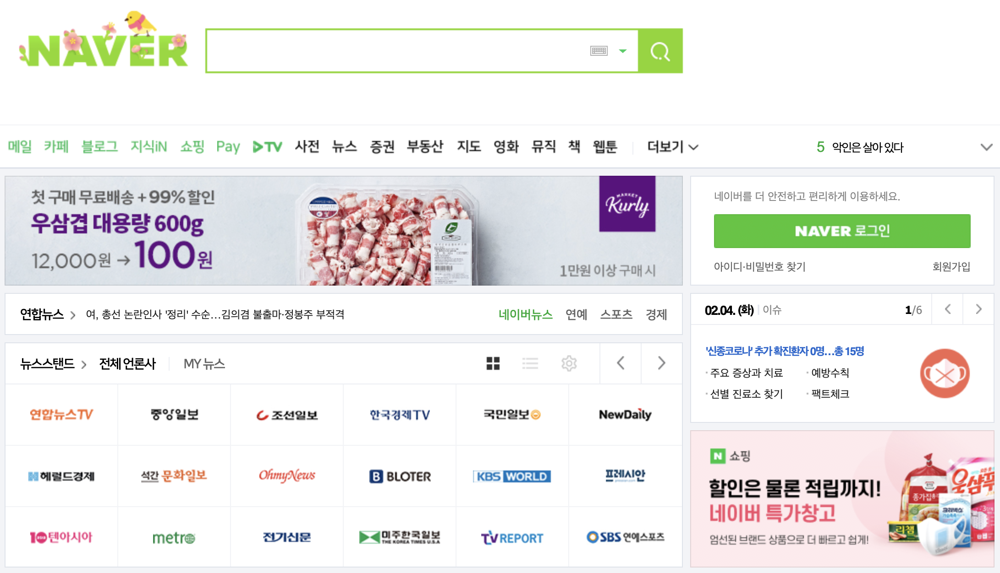 NAVER
메일 카페 블로그 지식iN 쇼핑 Pay TV 사전 뉴스 증권 부동산 지도 영화 뮤직 책 웹툰 더보기
5 악인은 살아 있다
첫 구매 무료배송 + 99% 할인
우삼겹 대용량 600g
12,000원 → 100원
MARKET
Kurly
1만원 이상 구매 시
네이버를 더 안전하고 편리하게 이용하세요.
NAVER 로그인
아이디·비밀번호 찾기 회원가입
연합뉴스 > 여, 총선 논란인사 '정리' 수순…김의겸 불출마·정봉주 부적격
네이버뉴스 연예 스포츠 경제
02.04. (화) 이슈 1/6
'신종코로나' 추가 확진환자 0명…총 15명
· 주요 증상과 치료 · 예방수칙
· 선별 진료소 찾기 · 팩트체크
뉴스스탠드 > 전체 언론사 MY 뉴스
연합뉴스TV 중앙일보 조선일보 한국경제TV 국민일보 NewDaily
헤럴드경제 석간 문화일보 OhmyNews B BLOTER KBS WORLD 프레시안
10asia 텐아시아 metro 전기신문 미주한국일보 THE KOREA TIMES U.S.A TV REPORT SBS 연예스포츠
N 쇼핑
할인은 물론 적립까지!
네이버 특가창고
엄선된 브랜드 상품으로 더 빠르고 쉽게!
종가집
리챔